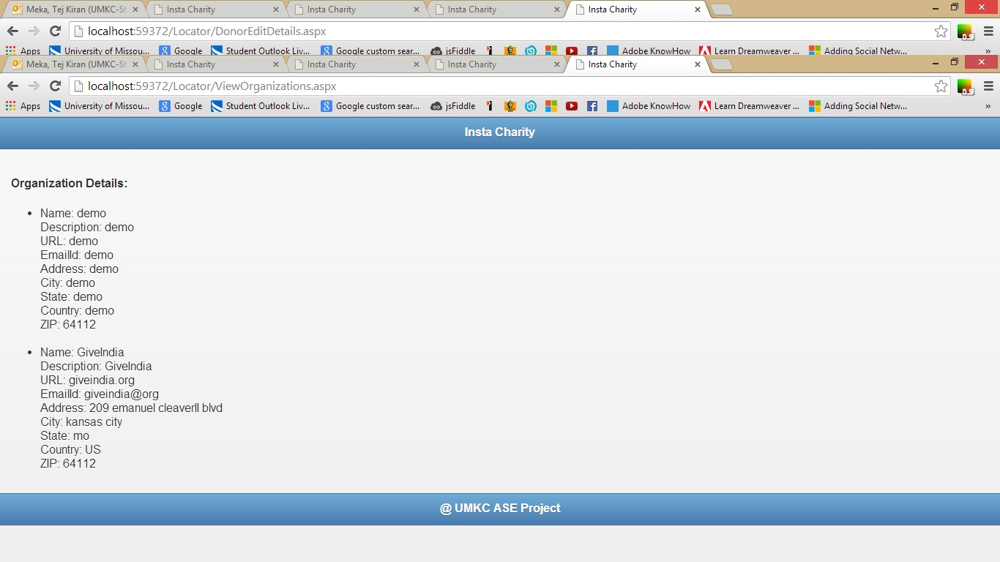 Meka, Tej Kiran (UMKC-St Insta Charity Insta Charity Insta Charity Insta Charity
localhost:59372/Locator/DonorEditDetails.aspx
Apps University of Missou... Google Student Outlook Liv... Google custom sear... jsFiddle Adobe KnowHow Learn Dreamweaver ... Adding Social Netw... »
Meka, Tej Kiran (UMKC-St Insta Charity Insta Charity Insta Charity Insta Charity
localhost:59372/Locator/ViewOrganizations.aspx
Apps University of Missou... Google Student Outlook Liv... Google custom sear... jsFiddle Adobe KnowHow Learn Dreamweaver ... Adding Social Netw... »
Insta Charity
Organization Details:
• Name: demo
Description: demo
URL: demo
EmailId: demo
Address: demo
City: demo
State: demo
Country: demo
ZIP: 64112
• Name: GiveIndia
Description: GiveIndia
URL: giveindia.org
EmailId: giveindia@org
Address: 209 emanuel cleaverII blvd
City: kansas city
State: mo
Country: US
ZIP: 64112
@ UMKC ASE Project